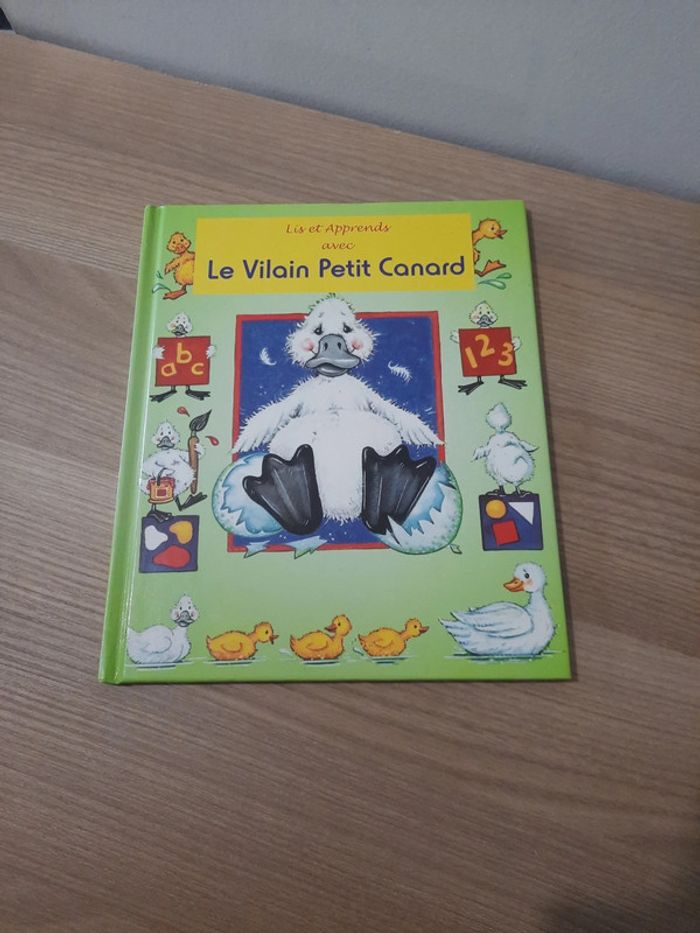 Lis et Apprends
avec
Le Vilain Petit Canard
abc
123